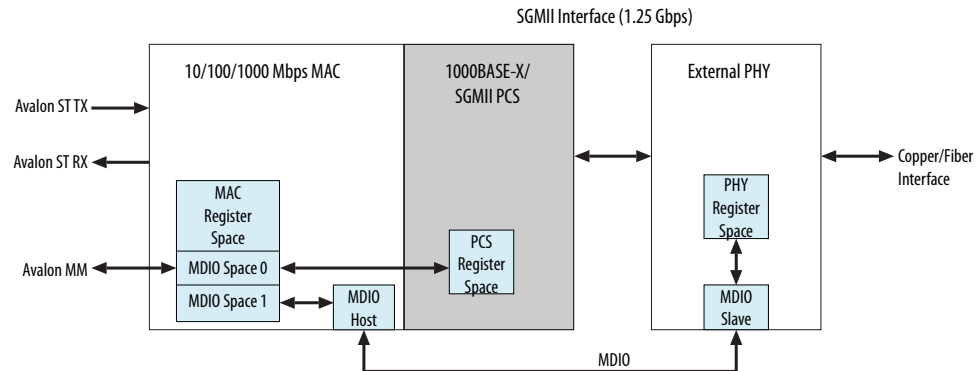 SGMII Interface (1.25 Gbps)
10/100/1000 Mbps MAC
1000BASE-X/
SGMII PCS
External PHY
Avalon ST TX
Avalon ST RX
Copper/Fiber
Interface
MAC
Register
Space
PHY
Register
Space
PCS
Register
Space
Avalon MM
MDIO Space 0
MDIO Space 1
MDIO
Host
MDIO
Slave
MDIO